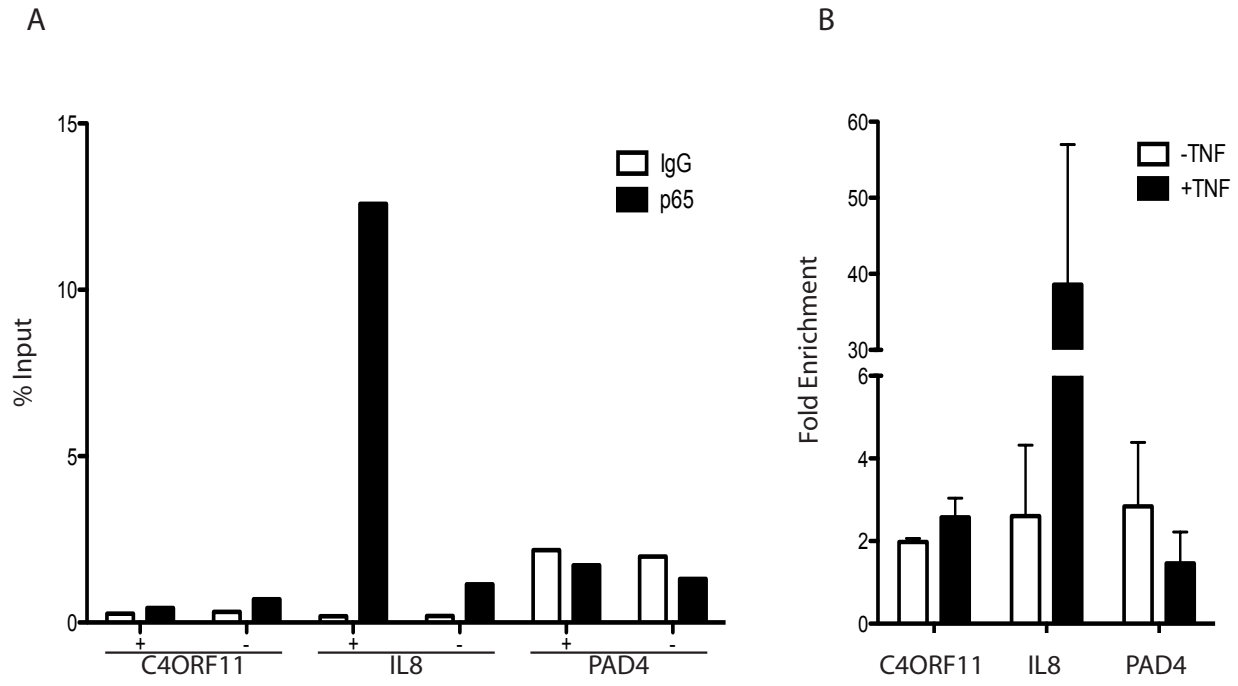 A
15
10
5
0
% Input
IgG
p65
+ - + - + -
C4ORF11 IL8 PAD4
B
60
50
40
30
6
4
2
0
Fold Enrichment
-TNF
+TNF
C4ORF11 IL8 PAD4